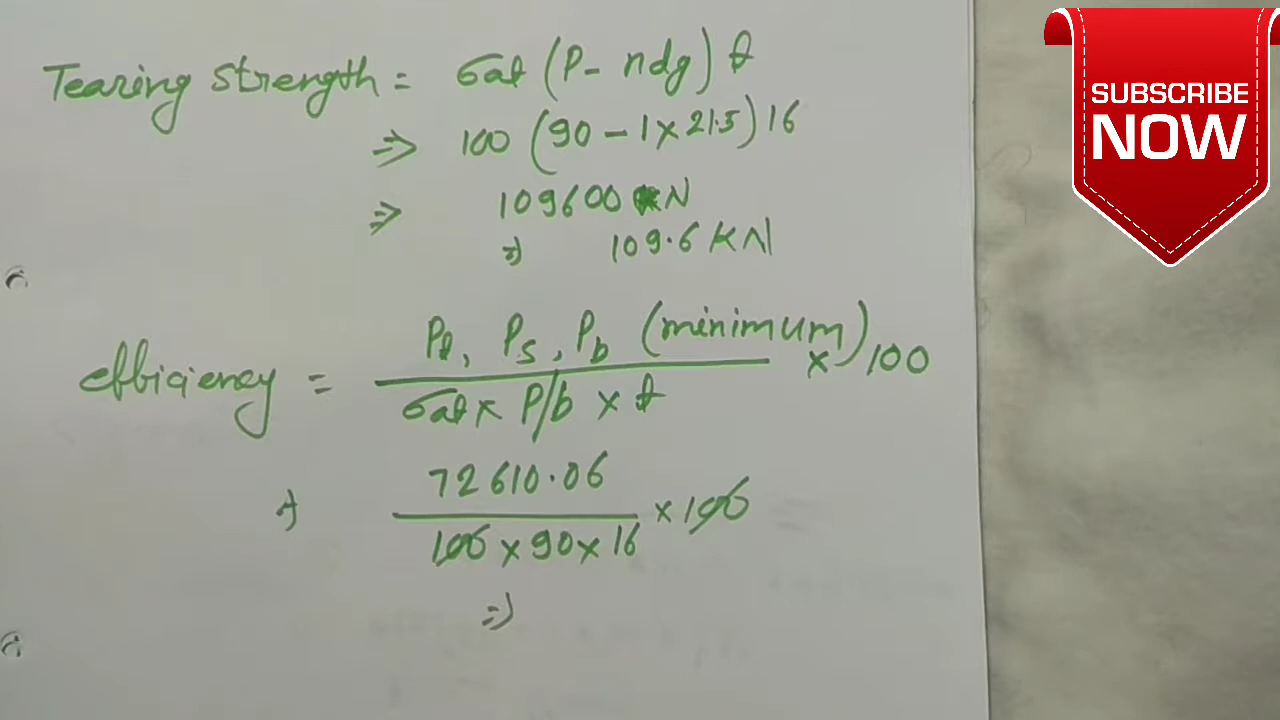 Tearing Strength = σat (P - ndg) t
⇒ 100 (90 - 1 × 21.5) 16
⇒ 109600 N
⇒ 109.6 KN
efficiency = Pt, Ps, Pb (minimum) × 100
σat × P/b × t
⇒ 72610.06 × 100
100 × 90 × 16
⇒
SUBSCRIBE
NOW